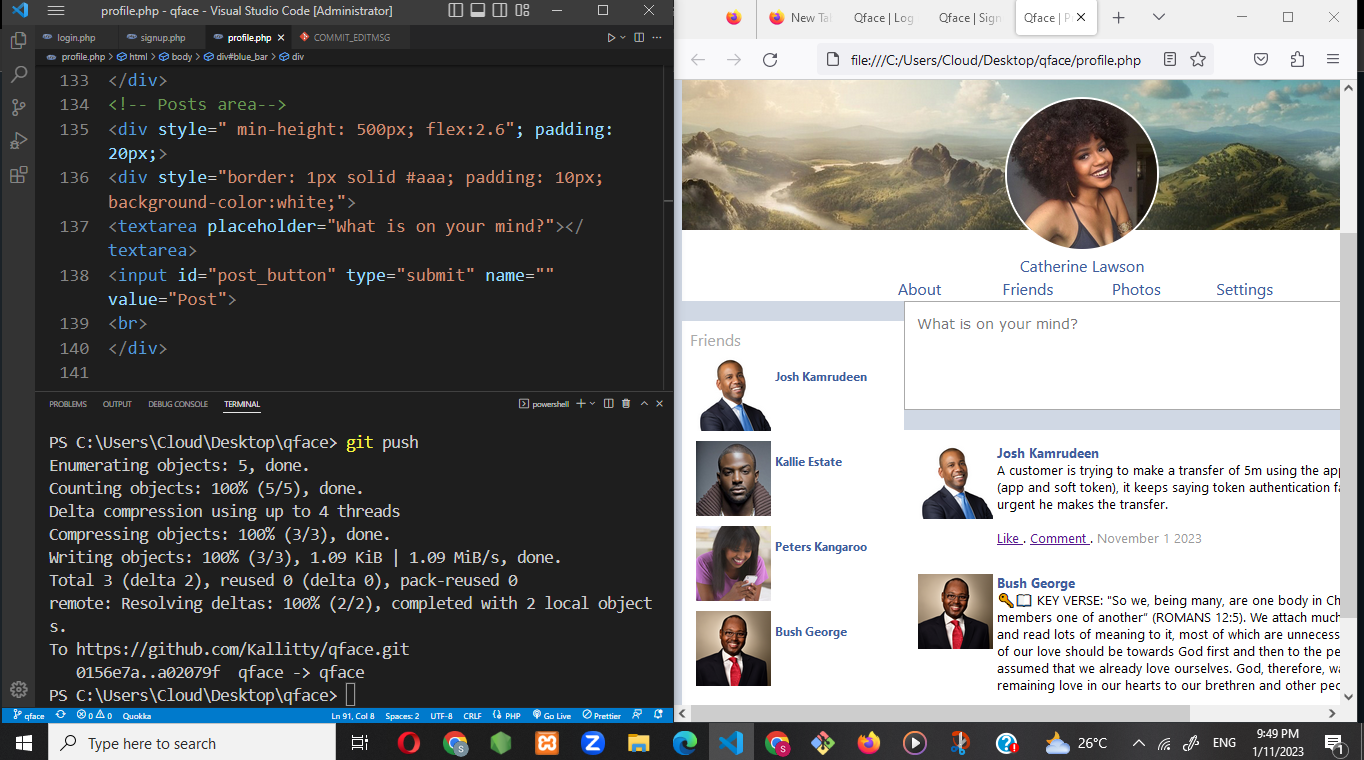 profile.php - qface - Visual Studio Code [Administrator]
login.php
signup.php
profile.php
COMMIT_EDITMSG
profile.php > html > body > div#blue_bar > div
133 </div>
134 <!-- Posts area-->
135 <div style=" min-height: 500px; flex:2.6"; padding:
20px;>
136 <div style="border: 1px solid #aaa; padding: 10px;
background-color:white;">
137 <textarea placeholder="What is on your mind?"></
textarea>
138 <input id="post_button" type="submit" name=""
value="Post">
139 <br>
140 </div>
141
PROBLEMS OUTPUT DEBUG CONSOLE TERMINAL
powershell
PS C:\Users\Cloud\Desktop\qface> git push
Enumerating objects: 5, done.
Counting objects: 100% (5/5), done.
Delta compression using up to 4 threads
Compressing objects: 100% (3/3), done.
Writing objects: 100% (3/3), 1.09 KiB | 1.09 MiB/s, done.
Total 3 (delta 2), reused 0 (delta 0), pack-reused 0
remote: Resolving deltas: 100% (2/2), completed with 2 local object
s.
To https://github.com/Kallitty/qface.git
0156e7a..a02079f qface -> qface
PS C:\Users\Cloud\Desktop\qface>
qface 0 0 Quokka Ln 91, Col 8 Spaces: 2 UTF-8 CRLF PHP Go Live Prettier
New Tal
Qface | Log
Qface | Sign
Qface | P
file:///C:/Users/Cloud/Desktop/qface/profile.php
Catherine Lawson
About Friends Photos Settings
Friends
Josh Kamrudeen
Kallie Estate
Peters Kangaroo
Bush George
What is on your mind?
Josh Kamrudeen
A customer is trying to make a transfer of 5m using the app
(app and soft token), it keeps saying token authentication fa
urgent he makes the transfer.
Like . Comment . November 1 2023
Bush George
🔑📖 KEY VERSE: "So we, being many, are one body in Ch
members one of another" (ROMANS 12:5). We attach much
and read lots of meaning to it, most of which are unnecess
of our love should be towards God first and then to the pe
assumed that we already love ourselves. God, therefore, wa
remaining love in our hearts to our brethren and other peo
Type here to search
26°C
ENG
9:49 PM
1/11/2023
1